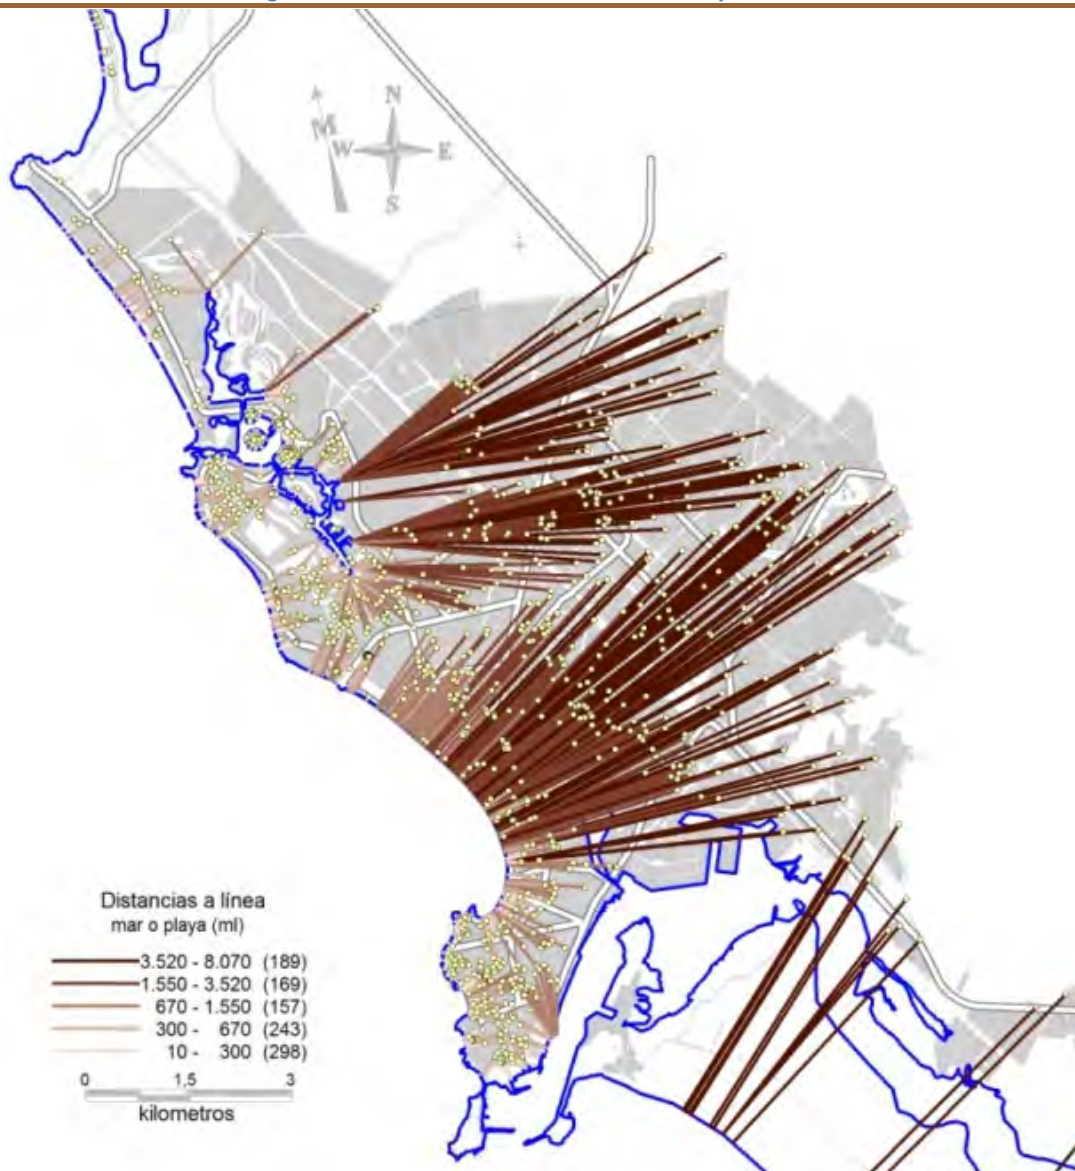 N
M
W
E
S
Distancias a línea
mar o playa (ml)
3.520 - 8.070 (189)
1.550 - 3.520 (169)
670 - 1.550 (157)
300 - 670 (243)
10 - 300 (298)
0 1,5 3
kilometros